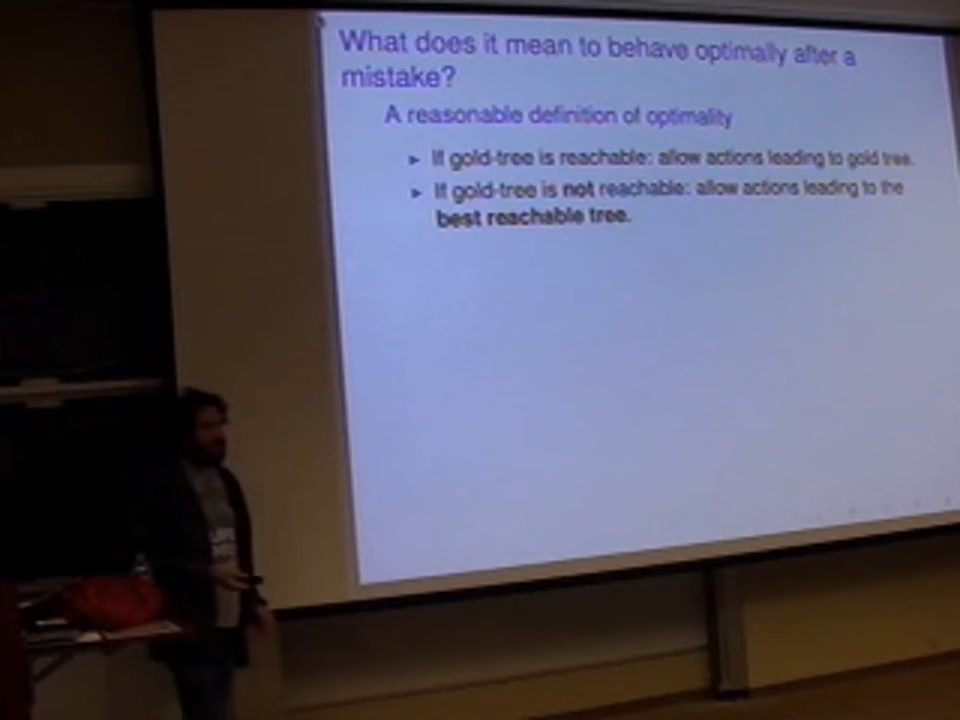 What does it mean to behave optimally after a
mistake?
A reasonable definition of optimality
► If gold-tree is reachable: allow actions leading to gold tree.
► If gold-tree is not reachable: allow actions leading to the
best reachable tree.